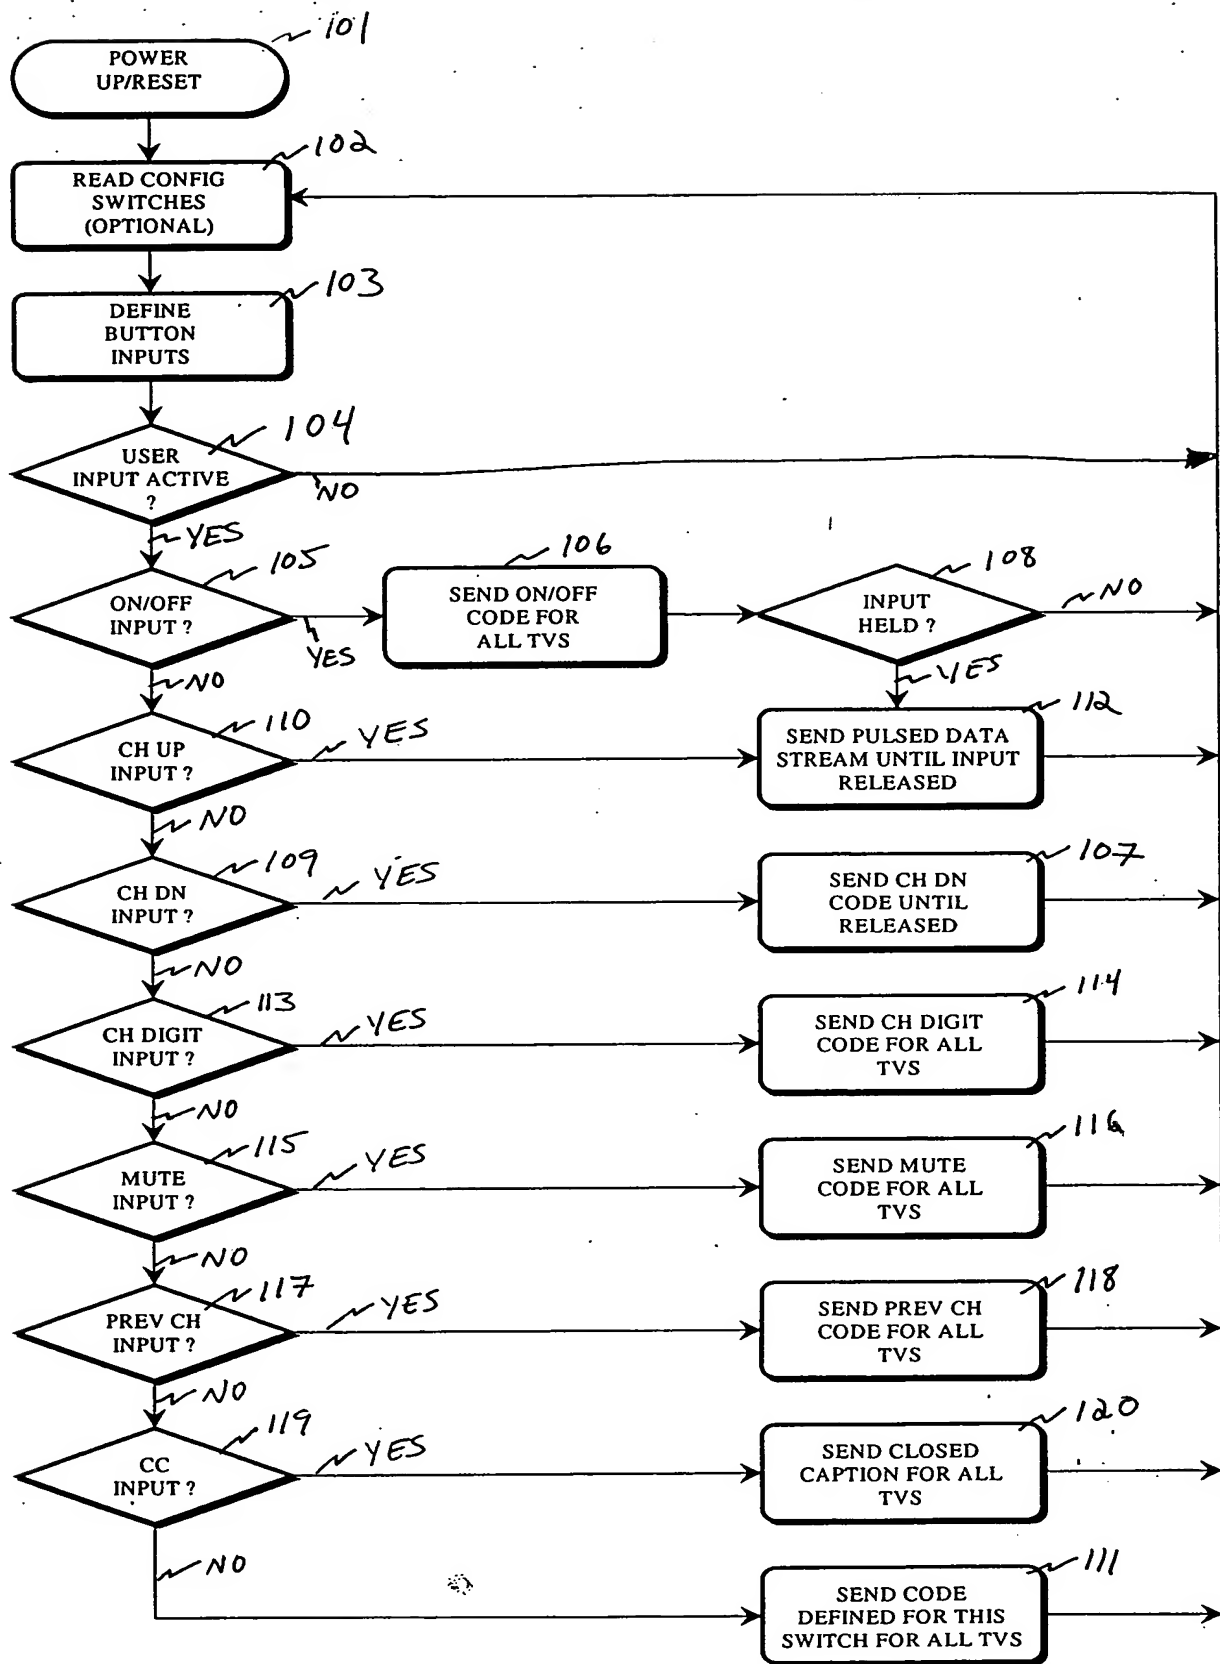 101
POWER
UP/RESET
102
READ CONFIG
SWITCHES
(OPTIONAL)
103
DEFINE
BUTTON
INPUTS
104
USER
INPUT ACTIVE
?
NO
YES
105
ON/OFF
INPUT ?
YES
106
SEND ON/OFF
CODE FOR
ALL TVS
108
INPUT
HELD ?
NO
YES
NO
110
CH UP
INPUT ?
YES
112
SEND PULSED DATA
STREAM UNTIL INPUT
RELEASED
NO
109
CH DN
INPUT ?
YES
107
SEND CH DN
CODE UNTIL
RELEASED
NO
113
CH DIGIT
INPUT ?
YES
114
SEND CH DIGIT
CODE FOR ALL
TVS
NO
115
MUTE
INPUT ?
YES
116
SEND MUTE
CODE FOR ALL
TVS
NO
117
PREV CH
INPUT ?
YES
118
SEND PREV CH
CODE FOR ALL
TVS
NO
119
CC
INPUT ?
YES
120
SEND CLOSED
CAPTION FOR ALL
TVS
NO
111
SEND CODE
DEFINED FOR THIS
SWITCH FOR ALL TVS